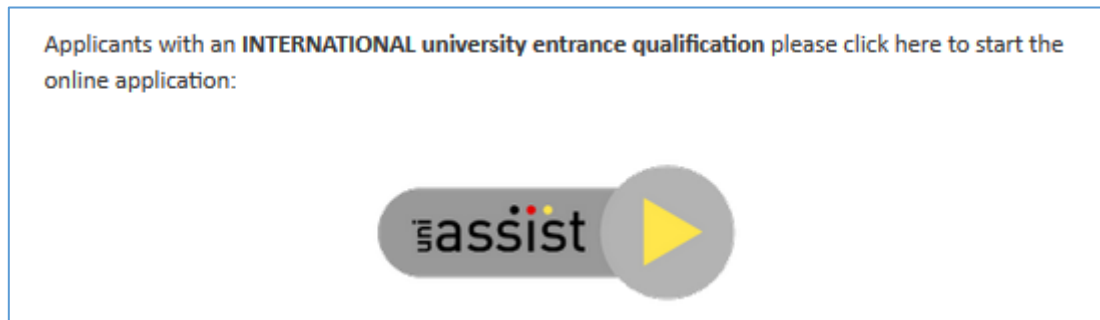 Applicants with an INTERNATIONAL university entrance qualification please click here to start the
online application:
uni assist